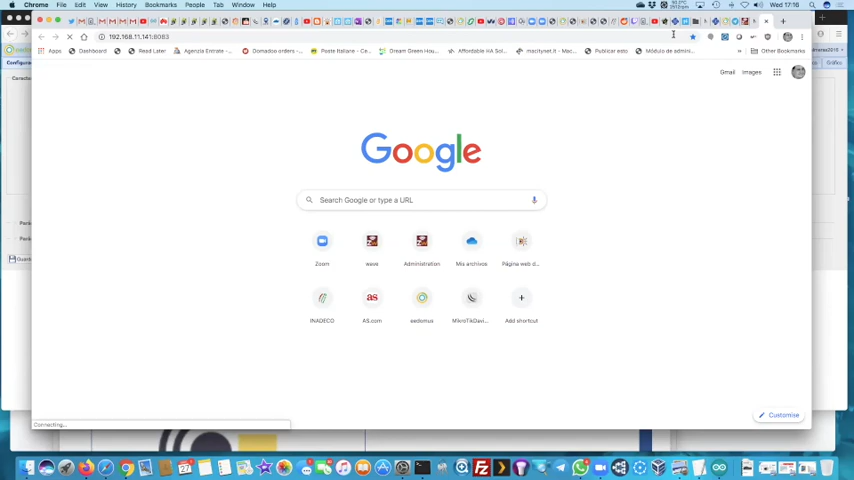 Chrome File Edit View History Bookmarks People Tab Window Help
Wed 17:16
192.168.11.141:8083
Apps Dashboard Read Later Agenzia Entrate - Domadoo orders -... Poste Italiane - Ce... Dream Green Hou... Affordable HA Sol... macitynet.it - Mac... Publicar esto Módulo de admini... » Other Bookmarks
Gmail Images
Google
Search Google or type a URL
Zoom wave Administration Mis archivos Página web d...
INADECO AS.com eedomus MikroTikDavi... Add shortcut
Customise
Connecting...